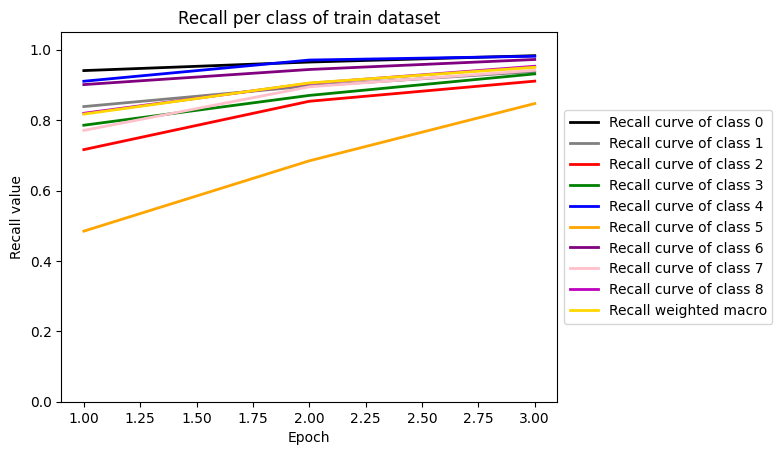 Recall per class of train dataset
1.0
0.8
0.6
0.4
0.2
0.0
Recall value
1.00
1.25
1.50
1.75
2.00
2.25
2.50
2.75
3.00
Epoch
Recall curve of class 0
Recall curve of class 1
Recall curve of class 2
Recall curve of class 3
Recall curve of class 4
Recall curve of class 5
Recall curve of class 6
Recall curve of class 7
Recall curve of class 8
Recall weighted macro